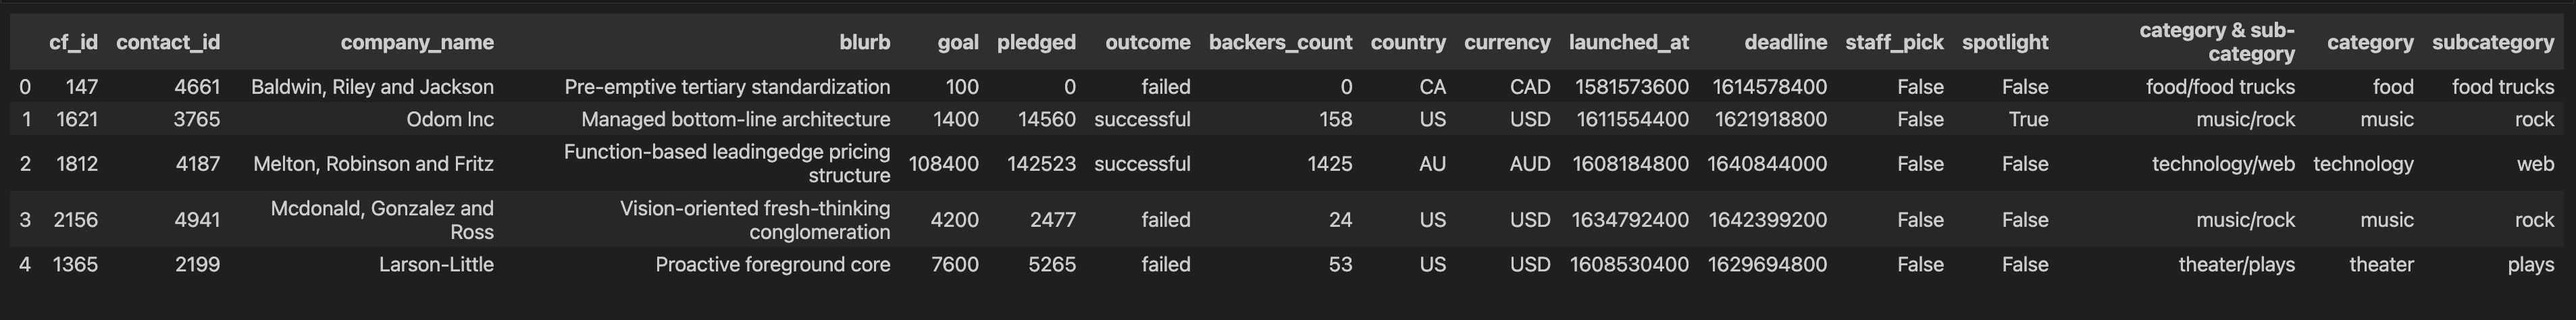 cf_id contact_id company_name blurb goal pledged outcome backers_count country currency launched_at deadline staff_pick spotlight category & sub-category category subcategory
0 147 4661 Baldwin, Riley and Jackson Pre-emptive tertiary standardization 100 0 failed 0 CA CAD 1581573600 1614578400 False False food/food trucks food food trucks
1 1621 3765 Odom Inc Managed bottom-line architecture 1400 14560 successful 158 US USD 1611554400 1621918800 False True music/rock music rock
2 1812 4187 Melton, Robinson and Fritz Function-based leadingedge pricing structure 108400 142523 successful 1425 AU AUD 1608184800 1640844000 False False technology/web technology web
3 2156 4941 Mcdonald, Gonzalez and Ross Vision-oriented fresh-thinking conglomeration 4200 2477 failed 24 US USD 1634792400 1642399200 False False music/rock music rock
4 1365 2199 Larson-Little Proactive foreground core 7600 5265 failed 53 US USD 1608530400 1629694800 False False theater/plays theater plays